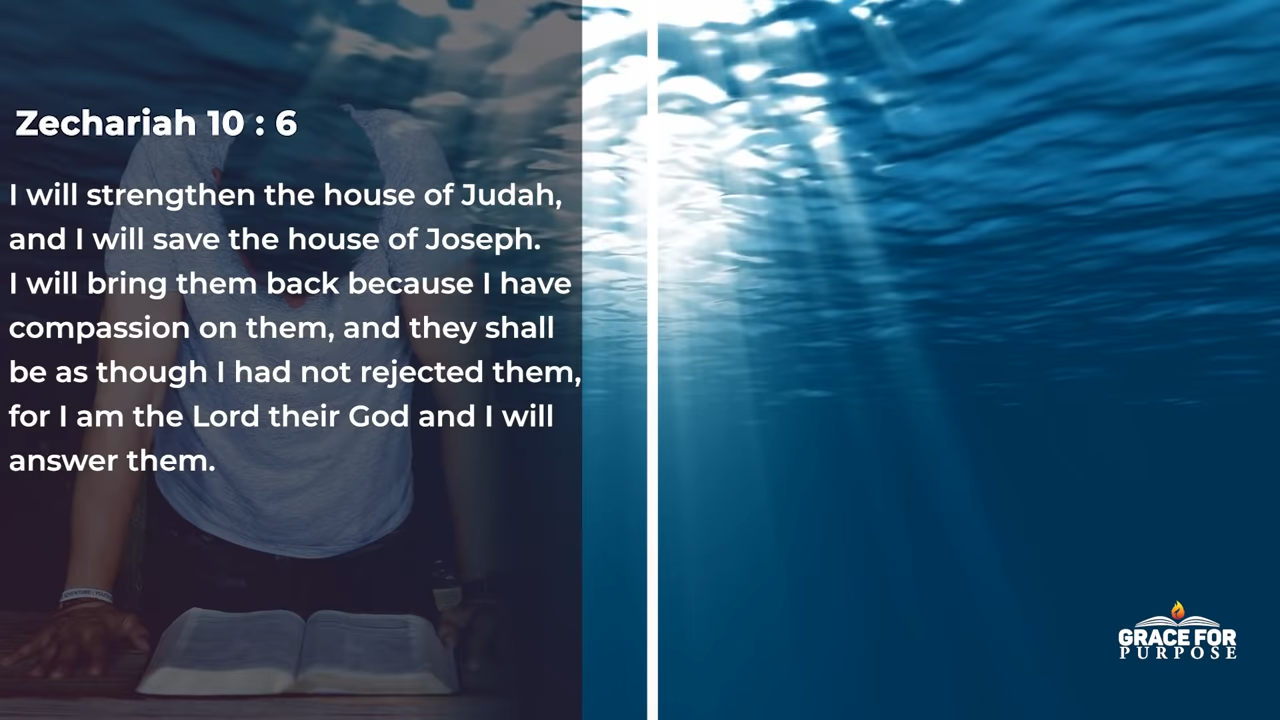 Zechariah 10 : 6
I will strengthen the house of Judah,
and I will save the house of Joseph.
I will bring them back because I have
compassion on them, and they shall
be as though I had not rejected them,
for I am the Lord their God and I will
answer them.
GRACE FOR
PURPOSE